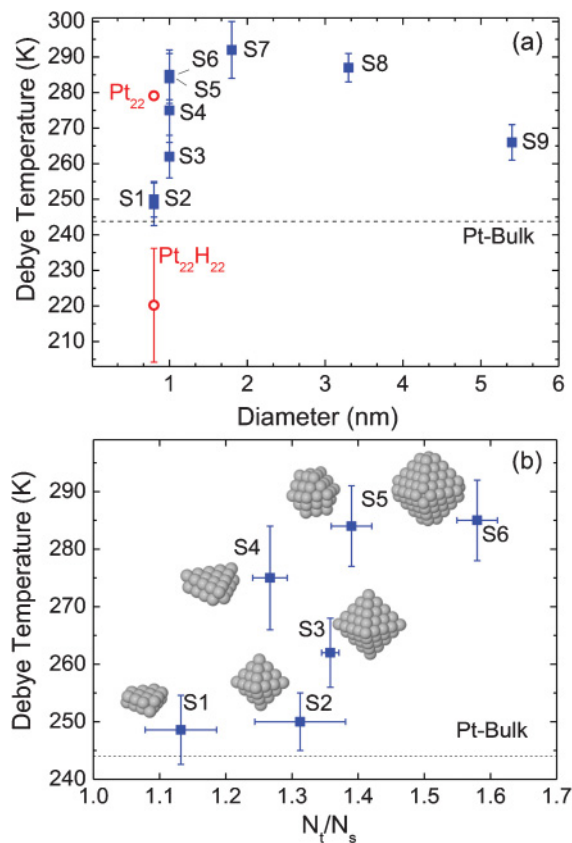 300
290
280
270
260
250
240
230
220
210
Debye Temperature (K)
(a)
S6
S7
S8
S5
Pt₂₂
S4
S3
S9
S1
S2
Pt-Bulk
Pt₂₂H₂₂
1
2
3
4
5
6
Diameter (nm)
(b)
290
280
270
260
250
240
Debye Temperature (K)
S5
S6
S4
S3
S1
S2
Pt-Bulk
1.0
1.1
1.2
1.3
1.4
1.5
1.6
1.7
Nₜ/Nₛ